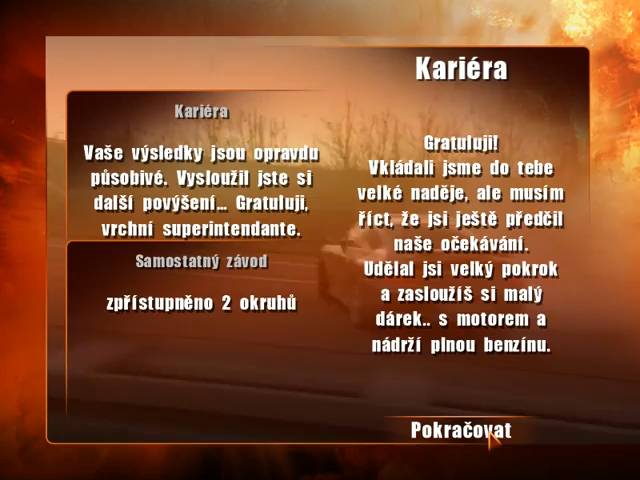 Kariéra
Kariéra
Vaše výsledky jsou opravdu
působivé. Vysloužil jste si
další povýšení... Gratuluji,
vrchní superintendante.
Samostatný závod
zpřístupněno 2 okruhů
Gratuluji!
Vkládali jsme do tebe
velké naděje, ale musím
říct, že jsi ještě předčil
naše očekávání.
Udělal jsi velký pokrok
a zasloužíš si malý
dárek.. s motorem a
nádrží plnou benzínu.
Pokračovat